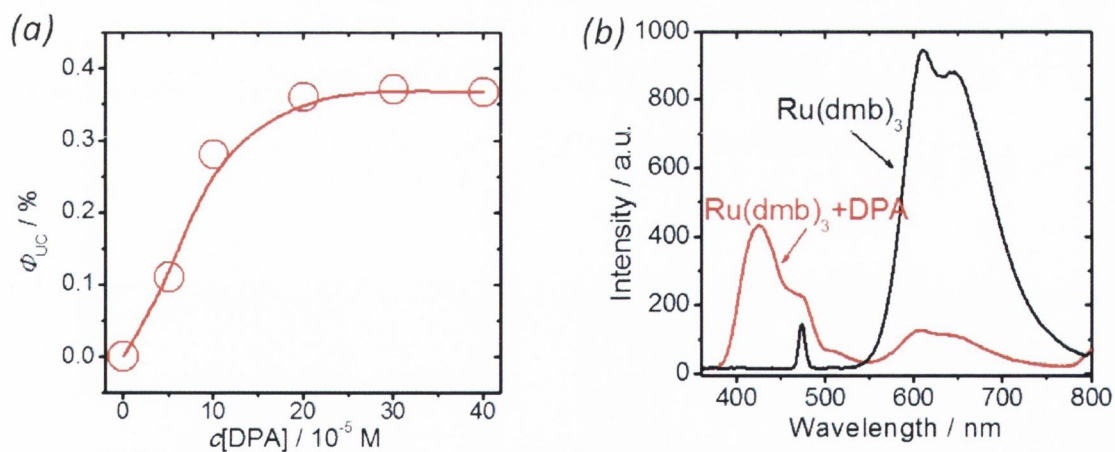 (a)
Φ_UC / %
0.4
0.3
0.2
0.1
0.0
0 10 20 30 40
c[DPA] / 10⁻⁵ M
(b)
Intensity / a.u.
1000
800
600
400
200
0
Ru(dmb)₃
Ru(dmb)₃+DPA
400 500 600 700 800
Wavelength / nm